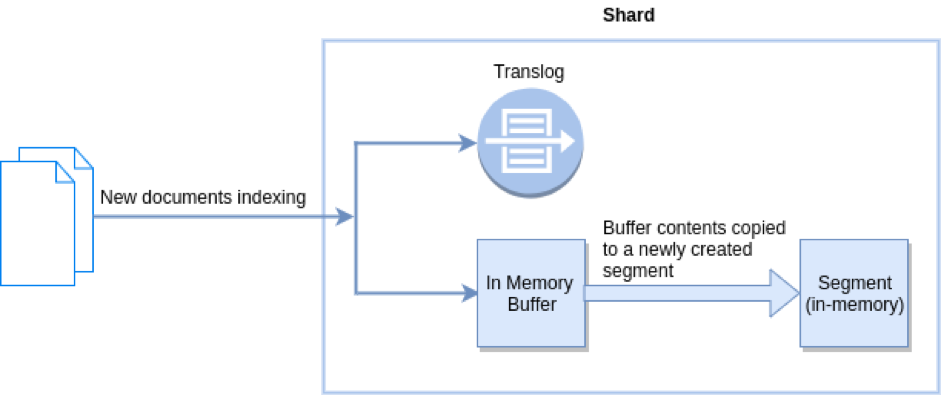 Shard
Translog
New documents indexing
Buffer contents copied
to a newly created
segment
In Memory
Buffer
Segment
(in-memory)